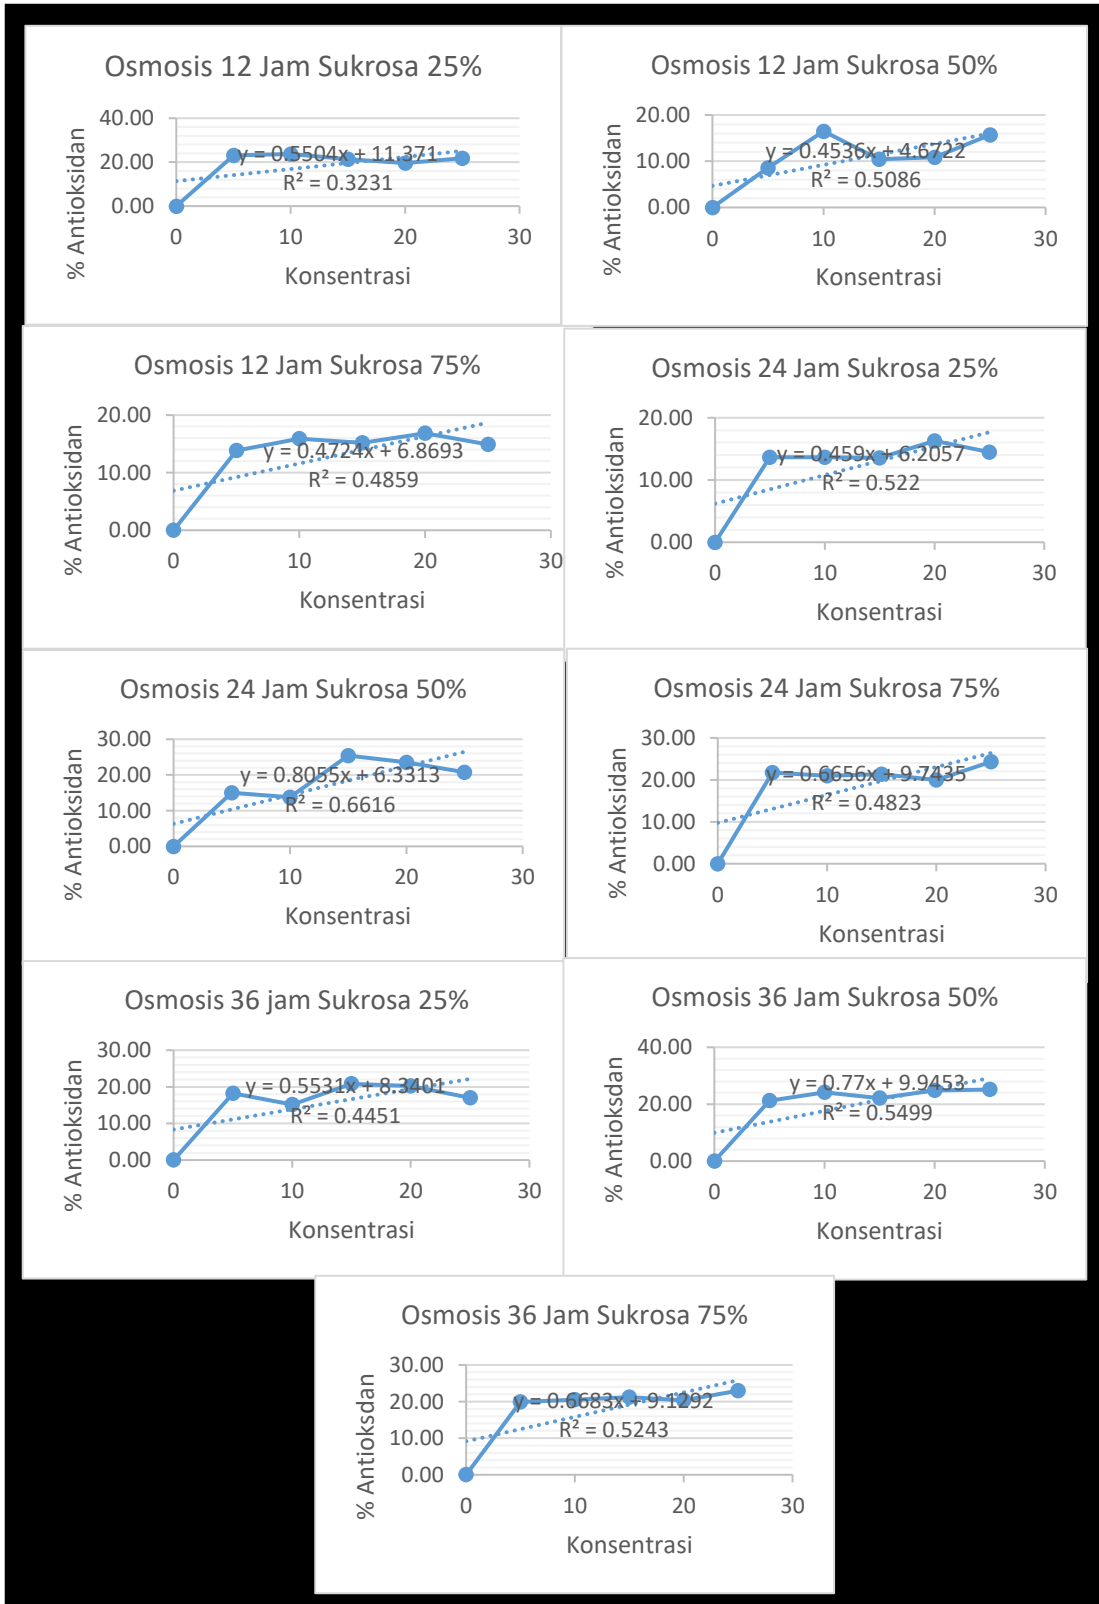 Osmosis 12 Jam Sukrosa 25%
% Antioksidan
40.00
20.00
0.00
y = 0.5504x + 11.371
R² = 0.3231
0 10 20 30
Konsentrasi
Osmosis 12 Jam Sukrosa 50%
% Antioksidan
20.00
10.00
0.00
y = 0.4536x + 4.6722
R² = 0.5086
0 10 20 30
Konsentrasi
Osmosis 12 Jam Sukrosa 75%
% Antioksidan
20.00
10.00
0.00
y = 0.4724x + 6.8693
R² = 0.4859
0 10 20 30
Konsentrasi
Osmosis 24 Jam Sukrosa 25%
% Antioksidan
20.00
10.00
0.00
y = 0.459x + 6.2057
R² = 0.522
0 10 20 30
Konsentrasi
Osmosis 24 Jam Sukrosa 50%
% Antioksidan
30.00
20.00
10.00
0.00
y = 0.8055x + 6.3313
R² = 0.6616
0 10 20 30
Konsentrasi
Osmosis 24 Jam Sukrosa 75%
% Antioksidan
30.00
20.00
10.00
0.00
y = 0.6656x + 9.7435
R² = 0.4823
0 10 20 30
Konsentrasi
Osmosis 36 jam Sukrosa 25%
% Antioksidan
30.00
20.00
10.00
0.00
y = 0.5531x + 8.3401
R² = 0.4451
0 10 20 30
Konsentrasi
Osmosis 36 Jam Sukrosa 50%
% Antioksdan
40.00
20.00
0.00
y = 0.77x + 9.9453
R² = 0.5499
0 10 20 30
Konsentrasi
Osmosis 36 Jam Sukrosa 75%
% Antioksdan
30.00
20.00
10.00
0.00
y = 0.6683x + 9.1292
R² = 0.5243
0 10 20 30
Konsentrasi